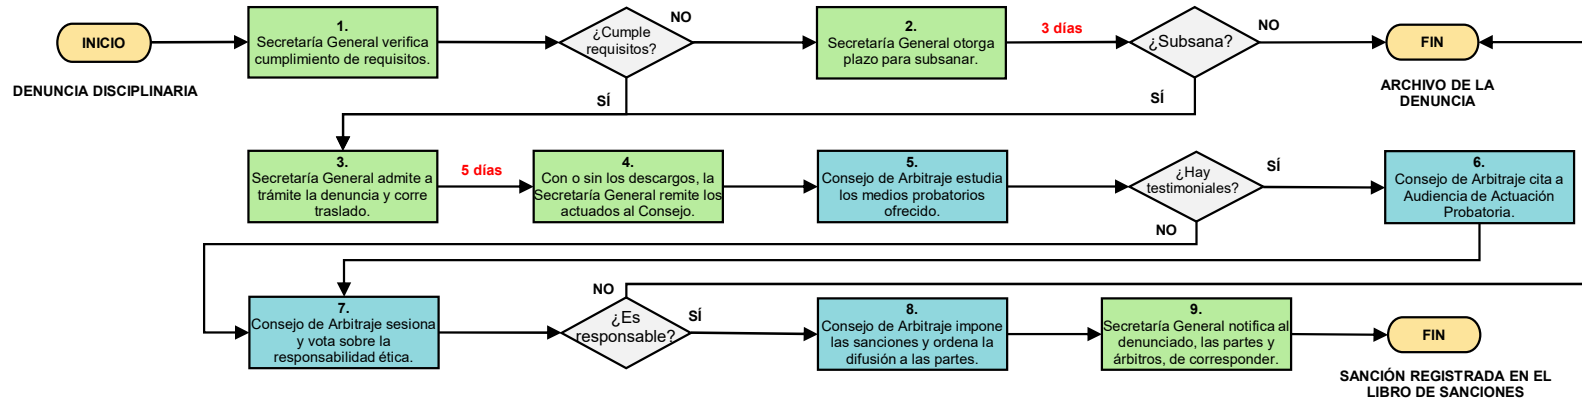 INICIO
DENUNCIA DISCIPLINARIA
1.
Secretaría General verifica
cumplimiento de requisitos.
¿Cumple
requisitos?
NO
SÍ
2.
Secretaría General otorga
plazo para subsanar.
3 días
¿Subsana?
NO
SÍ
FIN
ARCHIVO DE LA
DENUNCIA
3.
Secretaría General admite a
trámite la denuncia y corre
traslado.
5 días
4.
Con o sin los descargos, la
Secretaría General remite los
actuados al Consejo.
5.
Consejo de Arbitraje estudia
los medios probatorios
ofrecido.
¿Hay
testimoniales?
SÍ
NO
6.
Consejo de Arbitraje cita a
Audiencia de Actuación
Probatoria.
7.
Consejo de Arbitraje sesiona
y vota sobre la
responsabilidad ética.
NO
¿Es
responsable?
SÍ
8.
Consejo de Arbitraje impone
las sanciones y ordena la
difusión a las partes.
9.
Secretaría General notifica al
denunciado, las partes y
árbitros, de corresponder.
FIN
SANCIÓN REGISTRADA EN EL
LIBRO DE SANCIONES